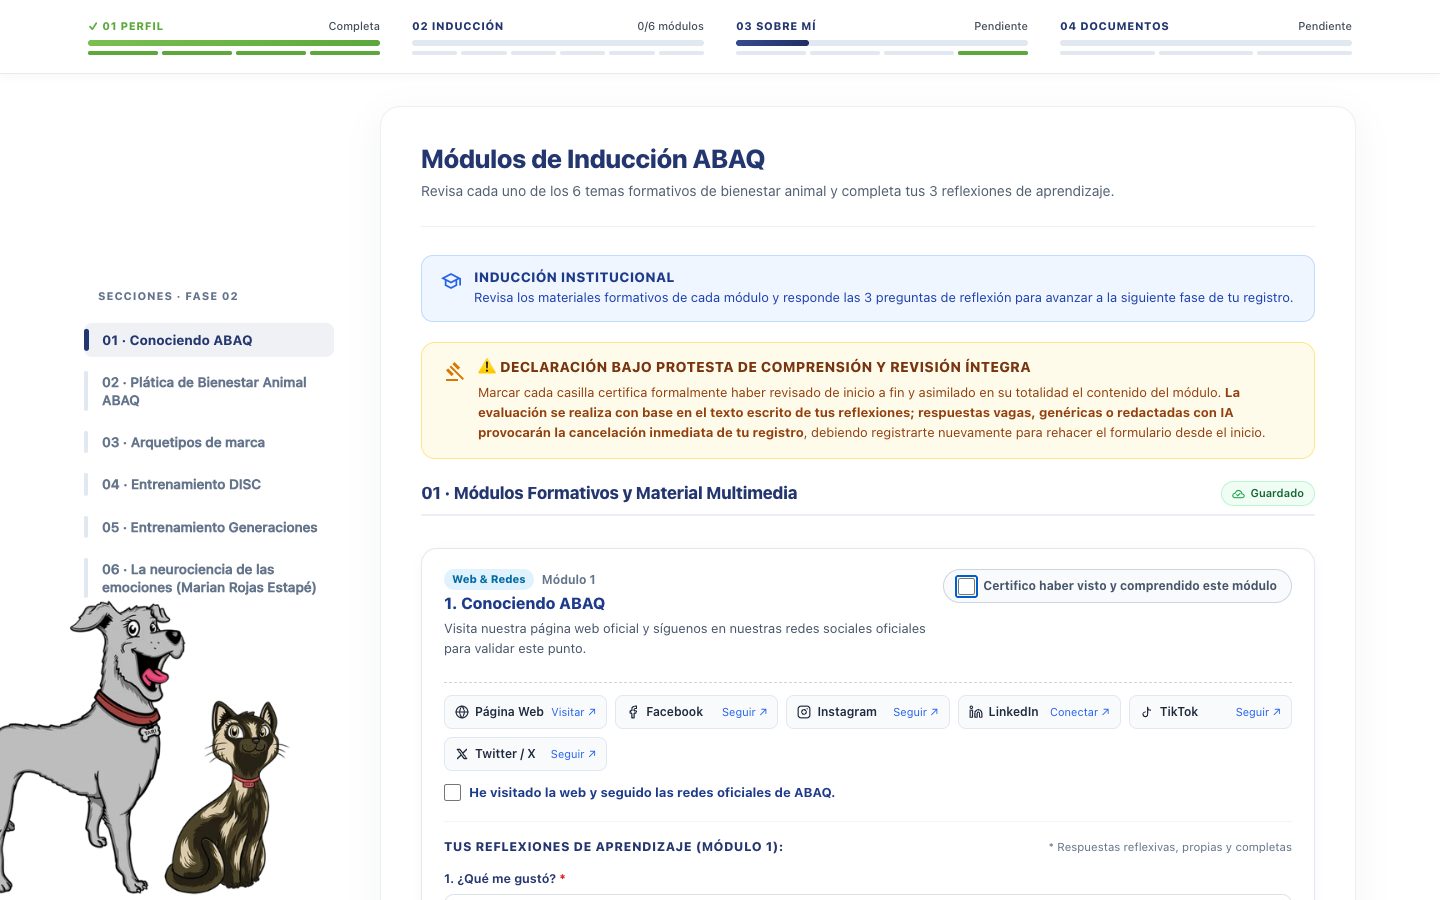 ✓ 01 PERFIL
Completa
02 INDUCCIÓN
0/6 módulos
03 SOBRE MÍ
Pendiente
04 DOCUMENTOS
Pendiente
SECCIONES · FASE 02
01 · Conociendo ABAQ
02 · Plática de Bienestar Animal
ABAQ
03 · Arquetipos de marca
04 · Entrenamiento DISC
05 · Entrenamiento Generaciones
06 · La neurociencia de las
emociones (Marian Rojas Estapé)
Módulos de Inducción ABAQ
Revisa cada uno de los 6 temas formativos de bienestar animal y completa tus 3 reflexiones de aprendizaje.
INDUCCIÓN INSTITUCIONAL
Revisa los materiales formativos de cada módulo y responde las 3 preguntas de reflexión para avanzar a la siguiente fase de tu registro.
⚠️ DECLARACIÓN BAJO PROTESTA DE COMPRENSIÓN Y REVISIÓN ÍNTEGRA
Marcar cada casilla certifica formalmente haber revisado de inicio a fin y asimilado en su totalidad el contenido del módulo. La
evaluación se realiza con base en el texto escrito de tus reflexiones; respuestas vagas, genéricas o redactadas con IA
provocarán la cancelación inmediata de tu registro, debiendo registrarte nuevamente para rehacer el formulario desde el inicio.
01 · Módulos Formativos y Material Multimedia
Guardado
Web & Redes Módulo 1
Certifico haber visto y comprendido este módulo
1. Conociendo ABAQ
Visita nuestra página web oficial y síguenos en nuestras redes sociales oficiales
para validar este punto.
Página Web Visitar ↗
Facebook Seguir ↗
Instagram Seguir ↗
LinkedIn Conectar ↗
TikTok Seguir ↗
Twitter / X Seguir ↗
He visitado la web y seguido las redes oficiales de ABAQ.
TUS REFLEXIONES DE APRENDIZAJE (MÓDULO 1):
* Respuestas reflexivas, propias y completas
1. ¿Qué me gustó? *